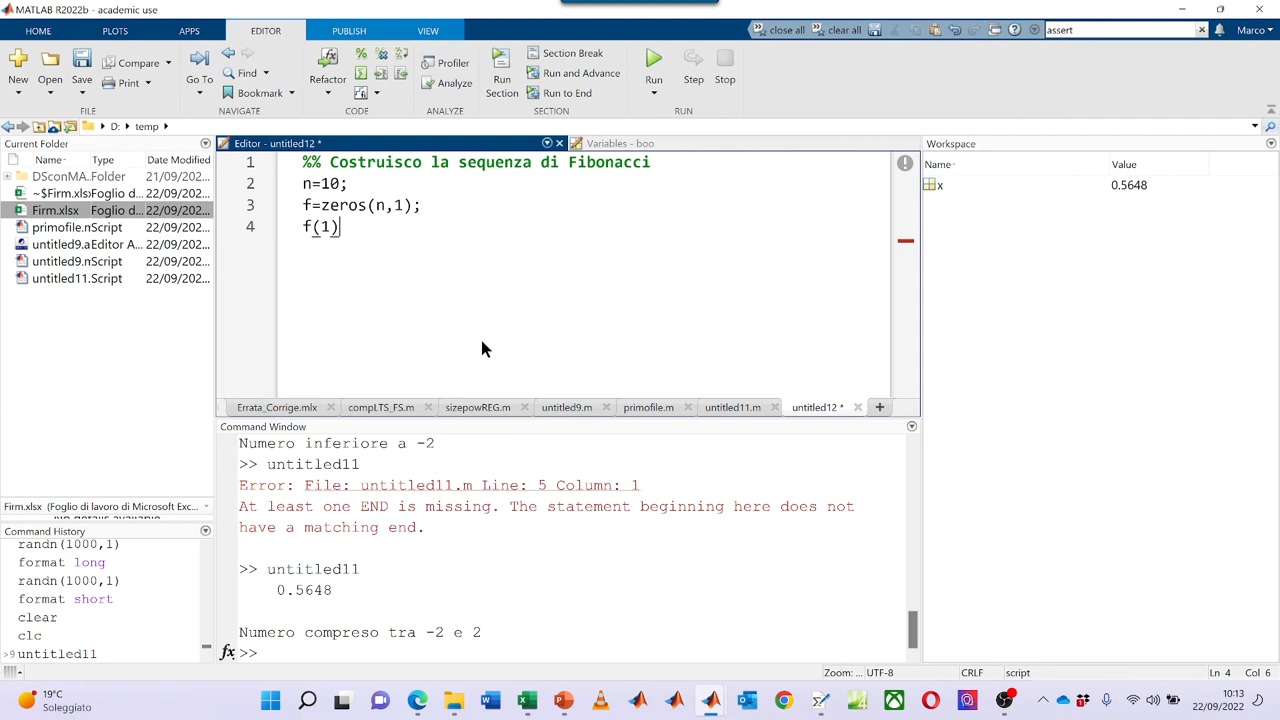 MATLAB R2022b - academic use
HOME
PLOTS
APPS
EDITOR
PUBLISH
VIEW
close all
clear all
assert
Marco
New
Open
Save
Compare
Print
Go To
Find
Bookmark
Refactor
Profiler
Analyze
Run Section
Section Break
Run and Advance
Run to End
Run
Step
Stop
FILE
NAVIGATE
CODE
ANALYZE
SECTION
RUN
D: temp
Current Folder
Name Type Date Modified
DSconMA... Folder 21/09/202...
~$Firm.xlsx Foglio d... 22/09/202...
Firm.xlsx Foglio d... 22/09/202...
primofile.m Script 22/09/202...
untitled9.a Editor A... 22/09/202...
untitled9.m Script 22/09/202...
untitled11. Script 22/09/202...
Firm.xlsx (Foglio di lavoro di Microsoft Exc...
Command History
randn(1000,1)
format long
randn(1000,1)
format short
clear
clc
9 untitled11
Editor - untitled12 *
Variables - boo
1 %% Costruisco la sequenza di Fibonacci
2 n=10;
3 f=zeros(n,1);
4 f(1)
Errata_Corrige.mlx
compLTS_FS.m
sizepowREG.m
untitled9.m
primofile.m
untitled11.m
untitled12 *
Command Window
Numero inferiore a -2
>> untitled11
Error: File: untitled11.m Line: 5 Column: 1
At least one END is missing. The statement beginning here does not
have a matching end.
>> untitled11
0.5648
Numero compreso tra -2 e 2
fx >>
Workspace
Name Value
x 0.5648
Zoom: ... UTF-8 CRLF script Ln 4 Col 6
19°C
Soleggiato
10:13
22/09/2022